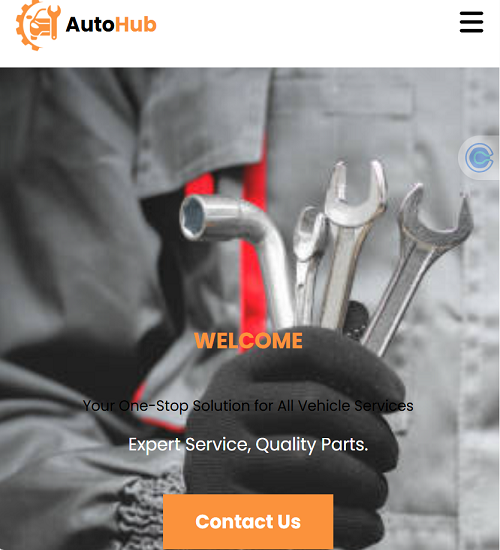 AutoHub
WELCOME
Your One-Stop Solution for All Vehicle Services
Expert Service, Quality Parts.
Contact Us